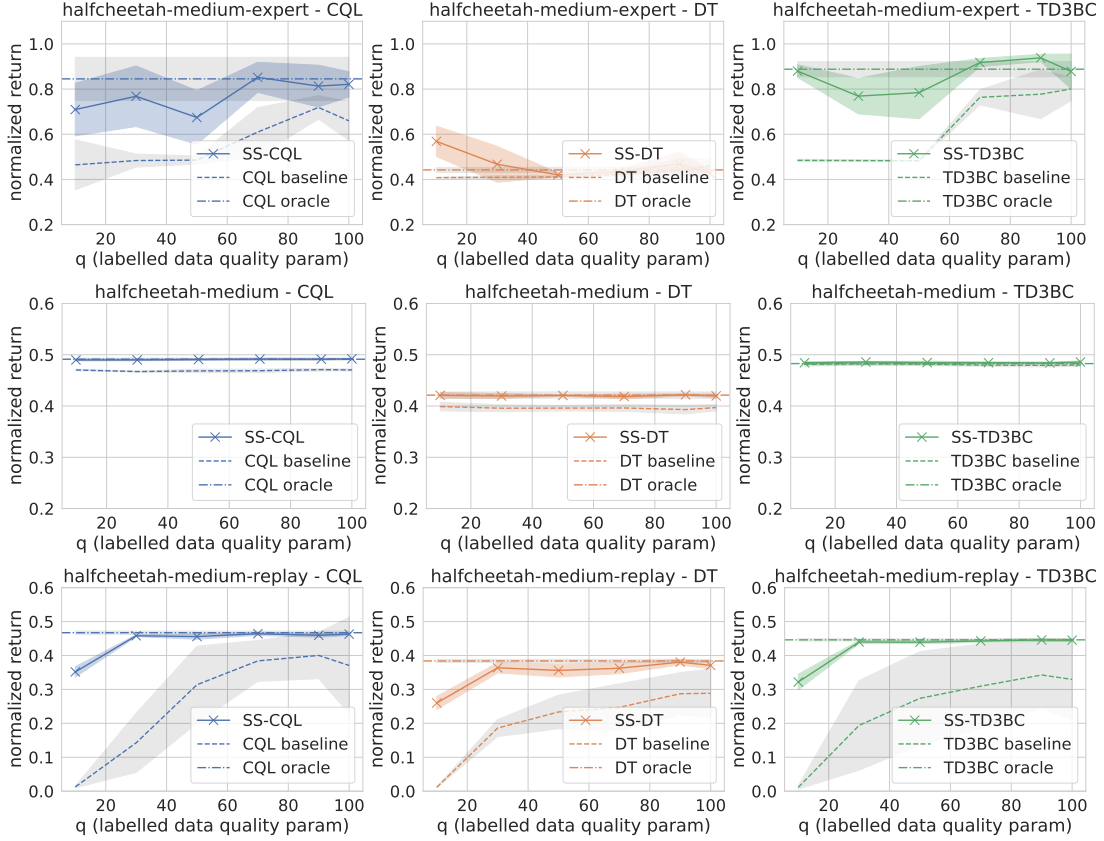 halfcheetah-medium-expert - CQL
normalized return
1.0
0.8
0.6
0.4
0.2
SS-CQL
CQL baseline
CQL oracle
20 40 60 80 100
q (labelled data quality param)
halfcheetah-medium-expert - DT
normalized return
1.0
0.8
0.6
0.4
0.2
SS-DT
DT baseline
DT oracle
20 40 60 80 100
q (labelled data quality param)
halfcheetah-medium-expert - TD3BC
normalized return
1.0
0.8
0.6
0.4
0.2
SS-TD3BC
TD3BC baseline
TD3BC oracle
20 40 60 80 100
q (labelled data quality param)
halfcheetah-medium - CQL
normalized return
0.6
0.5
0.4
0.3
0.2
SS-CQL
CQL baseline
CQL oracle
20 40 60 80 100
q (labelled data quality param)
halfcheetah-medium - DT
normalized return
0.6
0.5
0.4
0.3
0.2
SS-DT
DT baseline
DT oracle
20 40 60 80 100
q (labelled data quality param)
halfcheetah-medium - TD3BC
normalized return
0.6
0.5
0.4
0.3
0.2
SS-TD3BC
TD3BC baseline
TD3BC oracle
20 40 60 80 100
q (labelled data quality param)
halfcheetah-medium-replay - CQL
normalized return
0.6
0.5
0.4
0.3
0.2
0.1
0.0
SS-CQL
CQL baseline
CQL oracle
20 40 60 80 100
q (labelled data quality param)
halfcheetah-medium-replay - DT
normalized return
0.6
0.5
0.4
0.3
0.2
0.1
0.0
SS-DT
DT baseline
DT oracle
20 40 60 80 100
q (labelled data quality param)
halfcheetah-medium-replay - TD3BC
normalized return
0.6
0.5
0.4
0.3
0.2
0.1
0.0
SS-TD3BC
TD3BC baseline
TD3BC oracle
20 40 60 80 100
q (labelled data quality param)